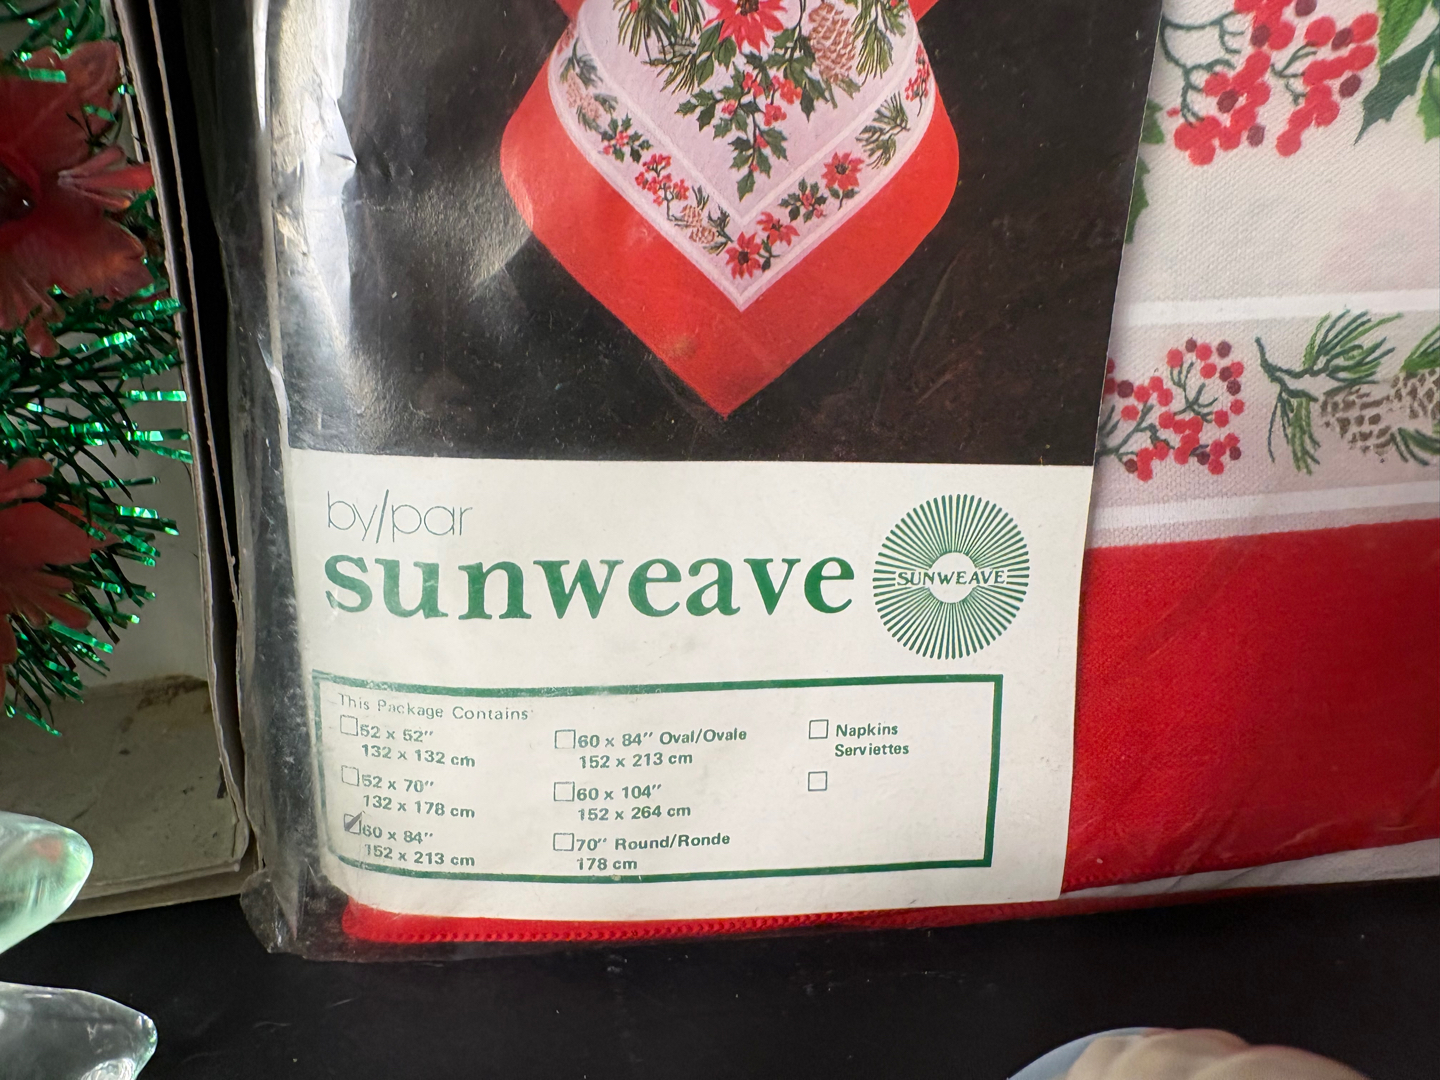 by/par
sunweave
SUNWEAVE
This Package Contains:
52 x 52"
132 x 132 cm
52 x 70"
132 x 178 cm
60 x 84"
152 x 213 cm
60 x 84" Oval/Ovale
152 x 213 cm
60 x 104"
152 x 264 cm
70" Round/Ronde
178 cm
Napkins
Serviettes